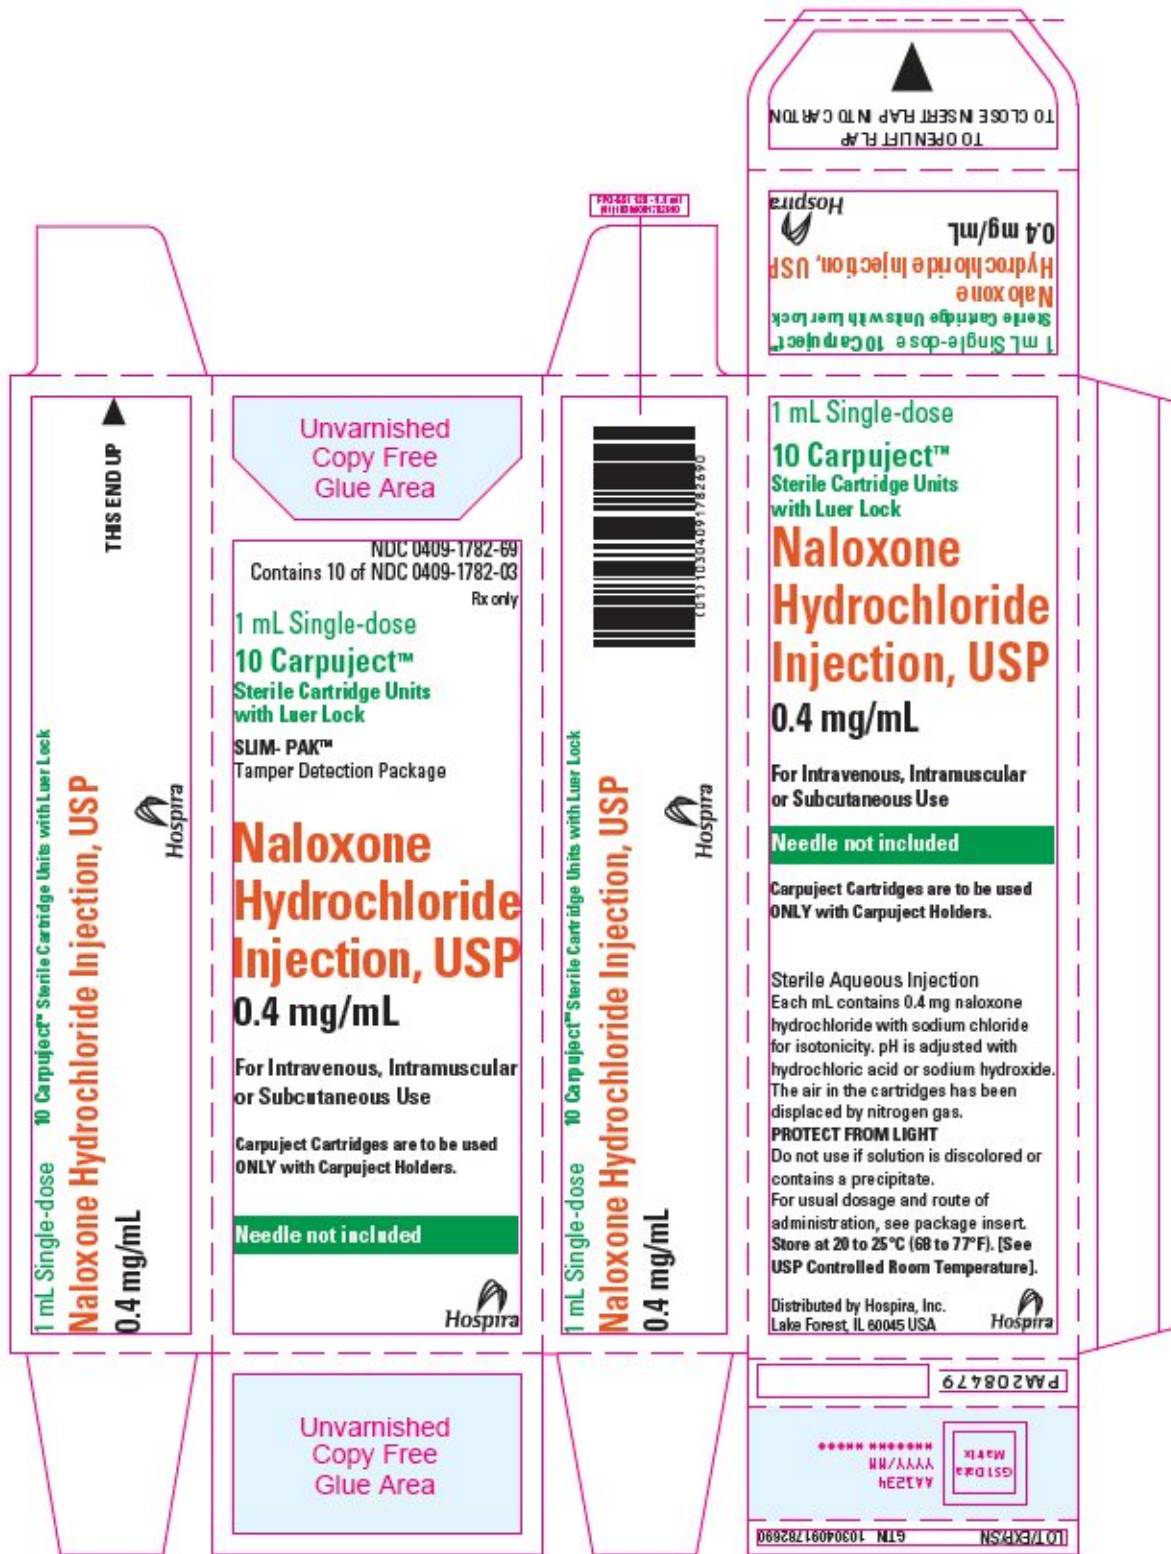 TO OPEN LIFT FLAP
TO CLOSE INSERT FLAP INTO CARTON
1 mL Single-dose 10 Carpuject™
Sterile Cartridge Units with Luer Lock
Naloxone
Hydrochloride Injection, USP
0.4 mg/mL
Hospira
THIS END UP
1 mL Single-dose 10 Carpuject™ Sterile Cartridge Units with Luer Lock
Naloxone Hydrochloride Injection, USP
0.4 mg/mL
Hospira
Unvarnished
Copy Free
Glue Area
NDC 0409-1782-69
Contains 10 of NDC 0409-1782-03
Rx only
1 mL Single-dose
10 Carpuject™
Sterile Cartridge Units
with Luer Lock
SLIM- PAK™
Tamper Detection Package
Naloxone
Hydrochloride
Injection, USP
0.4 mg/mL
For Intravenous, Intramuscular
or Subcutaneous Use
Carpuject Cartridges are to be used
ONLY with Carpuject Holders.
Needle not included
Hospira
Unvarnished
Copy Free
Glue Area
(01)10304091782690
1 mL Single-dose 10 Carpuject™ Sterile Cartridge Units with Luer Lock
Naloxone Hydrochloride Injection, USP
0.4 mg/mL
Hospira
1 mL Single-dose
10 Carpuject™
Sterile Cartridge Units
with Luer Lock
Naloxone
Hydrochloride
Injection, USP
0.4 mg/mL
For Intravenous, Intramuscular
or Subcutaneous Use
Needle not included
Carpuject Cartridges are to be used
ONLY with Carpuject Holders.
Sterile Aqueous Injection
Each mL contains 0.4 mg naloxone
hydrochloride with sodium chloride
for isotonicity. pH is adjusted with
hydrochloric acid or sodium hydroxide.
The air in the cartridges has been
displaced by nitrogen gas.
PROTECT FROM LIGHT
Do not use if solution is discolored or
contains a precipitate.
For usual dosage and route of
administration, see package insert.
Store at 20 to 25°C (68 to 77°F). [See
USP Controlled Room Temperature].
Distributed by Hospira, Inc.
Lake Forest, IL 60045 USA
Hospira
PAA208479
GS1 Data
Matrix
AA1234
YYYY/MM
LOT/EXP/SN GTIN 10304091782690